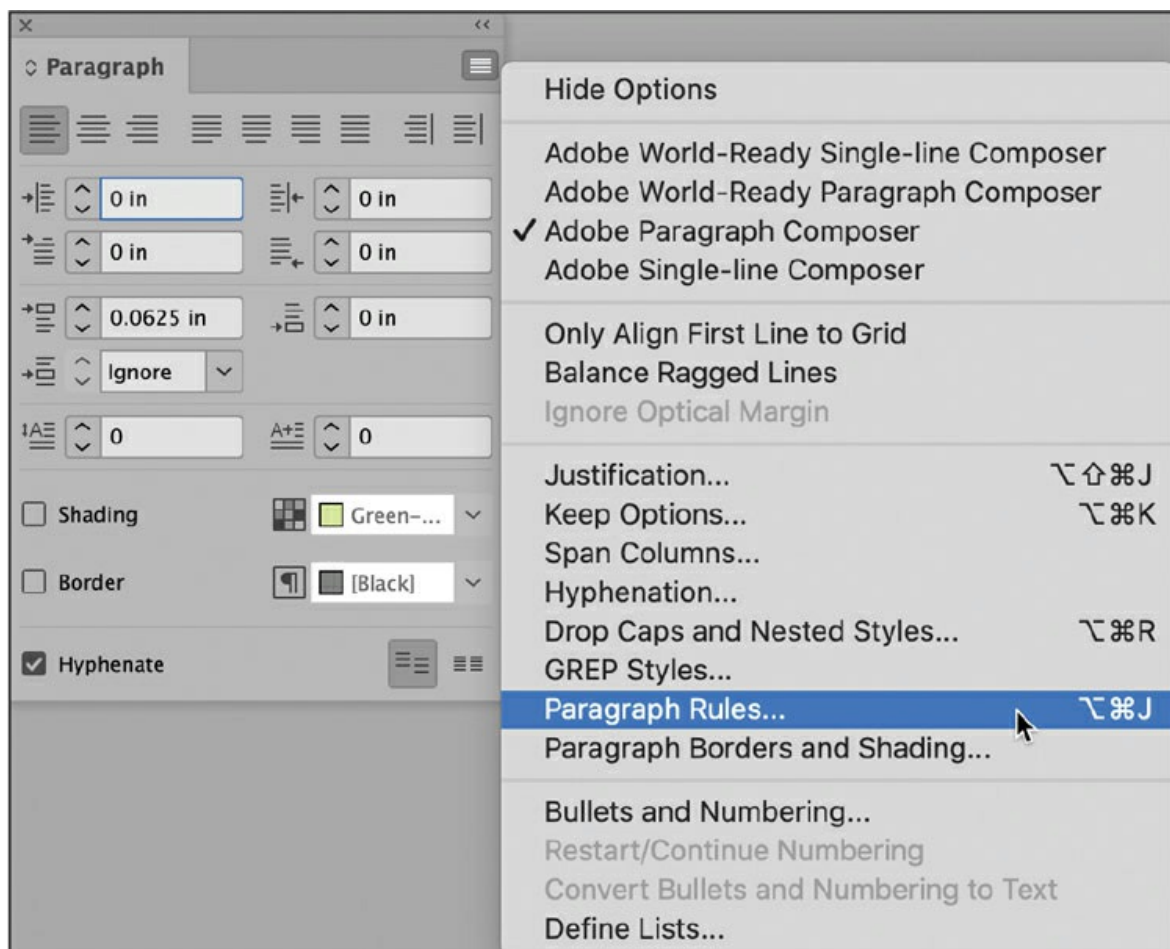 Paragraph
0 in
0 in
0 in
0 in
0.0625 in
0 in
Ignore
0
0
Shading
Green-...
Border
[Black]
Hyphenate
Hide Options
Adobe World-Ready Single-line Composer
Adobe World-Ready Paragraph Composer
✓ Adobe Paragraph Composer
Adobe Single-line Composer
Only Align First Line to Grid
Balance Ragged Lines
Ignore Optical Margin
Justification... ⌥⇧⌘J
Keep Options... ⌥⌘K
Span Columns...
Hyphenation...
Drop Caps and Nested Styles... ⌥⌘R
GREP Styles...
Paragraph Rules... ⌥⌘J
Paragraph Borders and Shading...
Bullets and Numbering...
Restart/Continue Numbering
Convert Bullets and Numbering to Text
Define Lists...